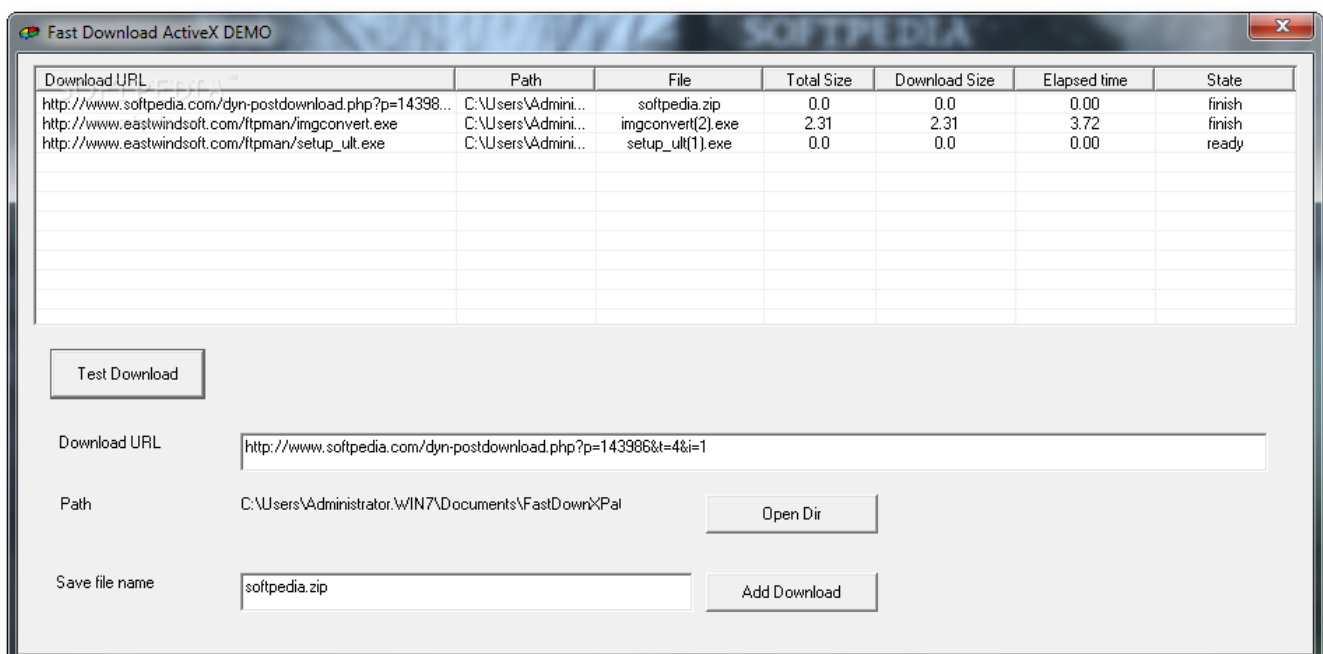 SOFTPEDIA
Fast Download ActiveX DEMO
SOFTPEDIA™
Download URL Path File Total Size Download Size Elapsed time State
http://www.softpedia.com/dyn-postdownload.php?p=14398... C:\Users\Admini... softpedia.zip 0.0 0.0 0.00 finish
http://www.eastwindsoft.com/ftpman/imgconvert.exe C:\Users\Admini... imgconvert(2).exe 2.31 2.31 3.72 finish
http://www.eastwindsoft.com/ftpman/setup_ult.exe C:\Users\Admini... setup_ult(1).exe 0.0 0.0 0.00 ready
Test Download
Download URL http://www.softpedia.com/dyn-postdownload.php?p=143986&t=4&i=1
Path C:\Users\Administrator.WIN7\Documents\FastDownXPa Open Dir
Save file name softpedia.zip Add Download